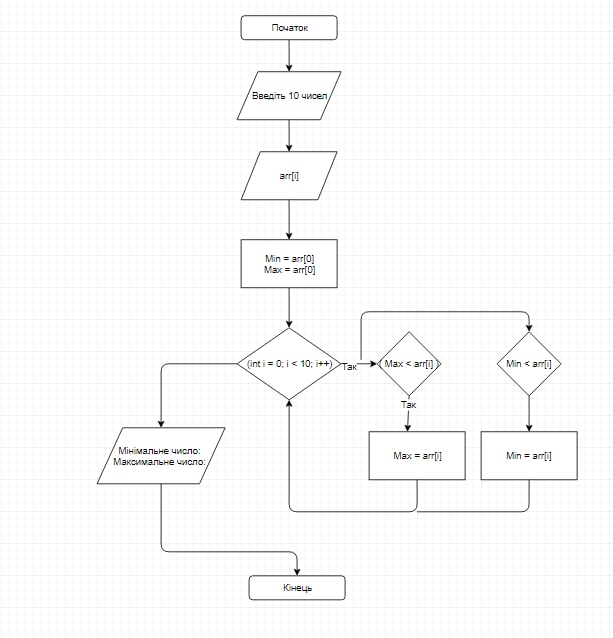 Початок
Введіть 10 чисел
arr[i]
Min = arr[0]
Max = arr[0]
(int i = 0; i < 10; i++)
Так
( Max < arr[i] )
Min < arr[i]
Так
Мінімальне число:
Максимальне число:
Max = arr[i]
Min = arr[i]
Кінець